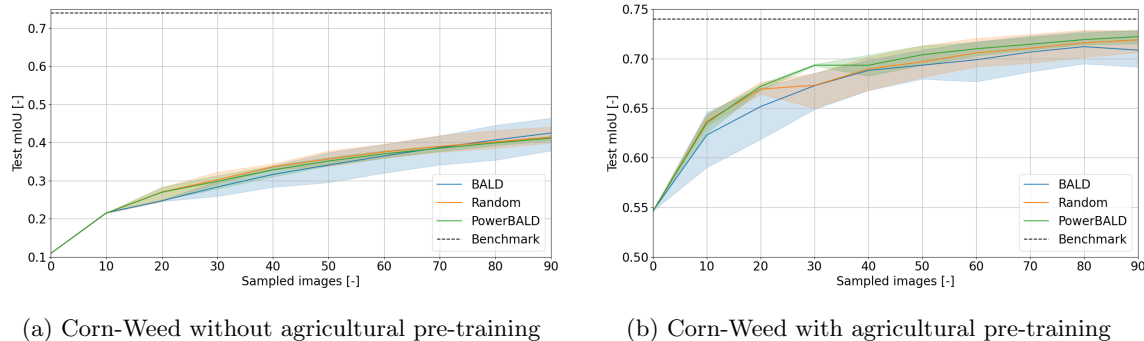 0.7
0.6
0.5
0.4
0.3
0.2
0.1
Test mIoU [-]
0 10 20 30 40 50 60 70 80 90
Sampled images [-]
BALD
Random
PowerBALD
Benchmark
0.75
0.70
0.65
0.60
0.55
0.50
Test mIoU [-]
0 10 20 30 40 50 60 70 80 90
Sampled images [-]
BALD
Random
PowerBALD
Benchmark
(a) Corn-Weed without agricultural pre-training
(b) Corn-Weed with agricultural pre-training